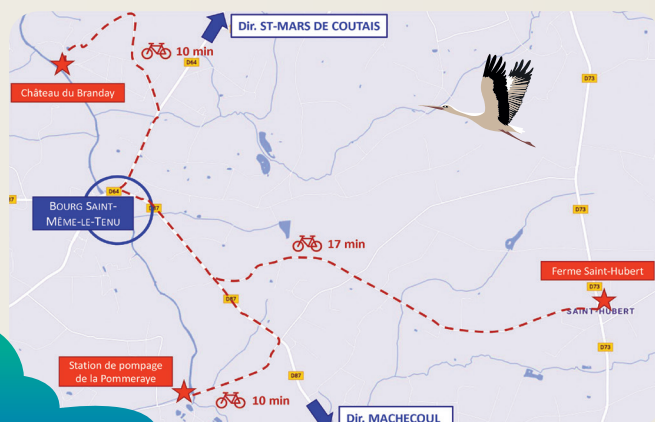 Dir. ST-MARS DE COUTAIS
10 min
D64
D73
Château du Branday
D64
D87
BOURG SAINT-
MÊME-LE-TENU
D73
17 min
Ferme Saint-Hubert
D73
SAINT-HUBERT
D87
D73
Station de pompage
de la Pommeraye
D87
10 min
Dir. MACHECOUL